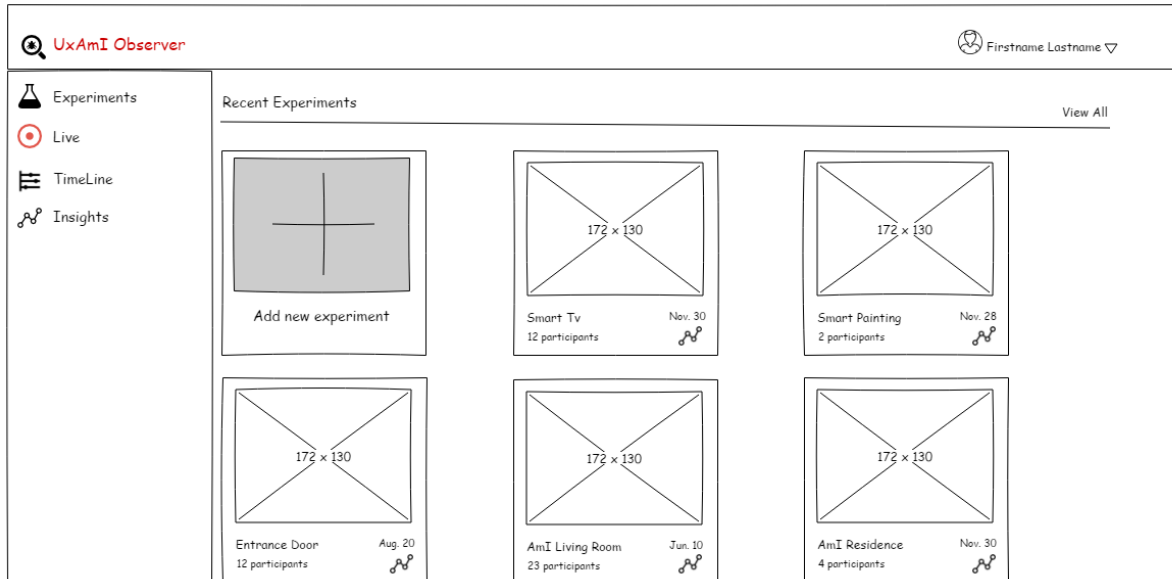 UxAmI Observer
Firstname Lastname
Experiments
Live
TimeLine
Insights
Recent Experiments
View All
Add new experiment
172 x 130
Smart Tv
Nov. 30
12 participants
172 x 130
Smart Painting
Nov. 28
2 participants
172 x 130
Entrance Door
Aug. 20
12 participants
172 x 130
AmI Living Room
Jun. 10
23 participants
172 x 130
AmI Residence
Nov. 30
4 participants